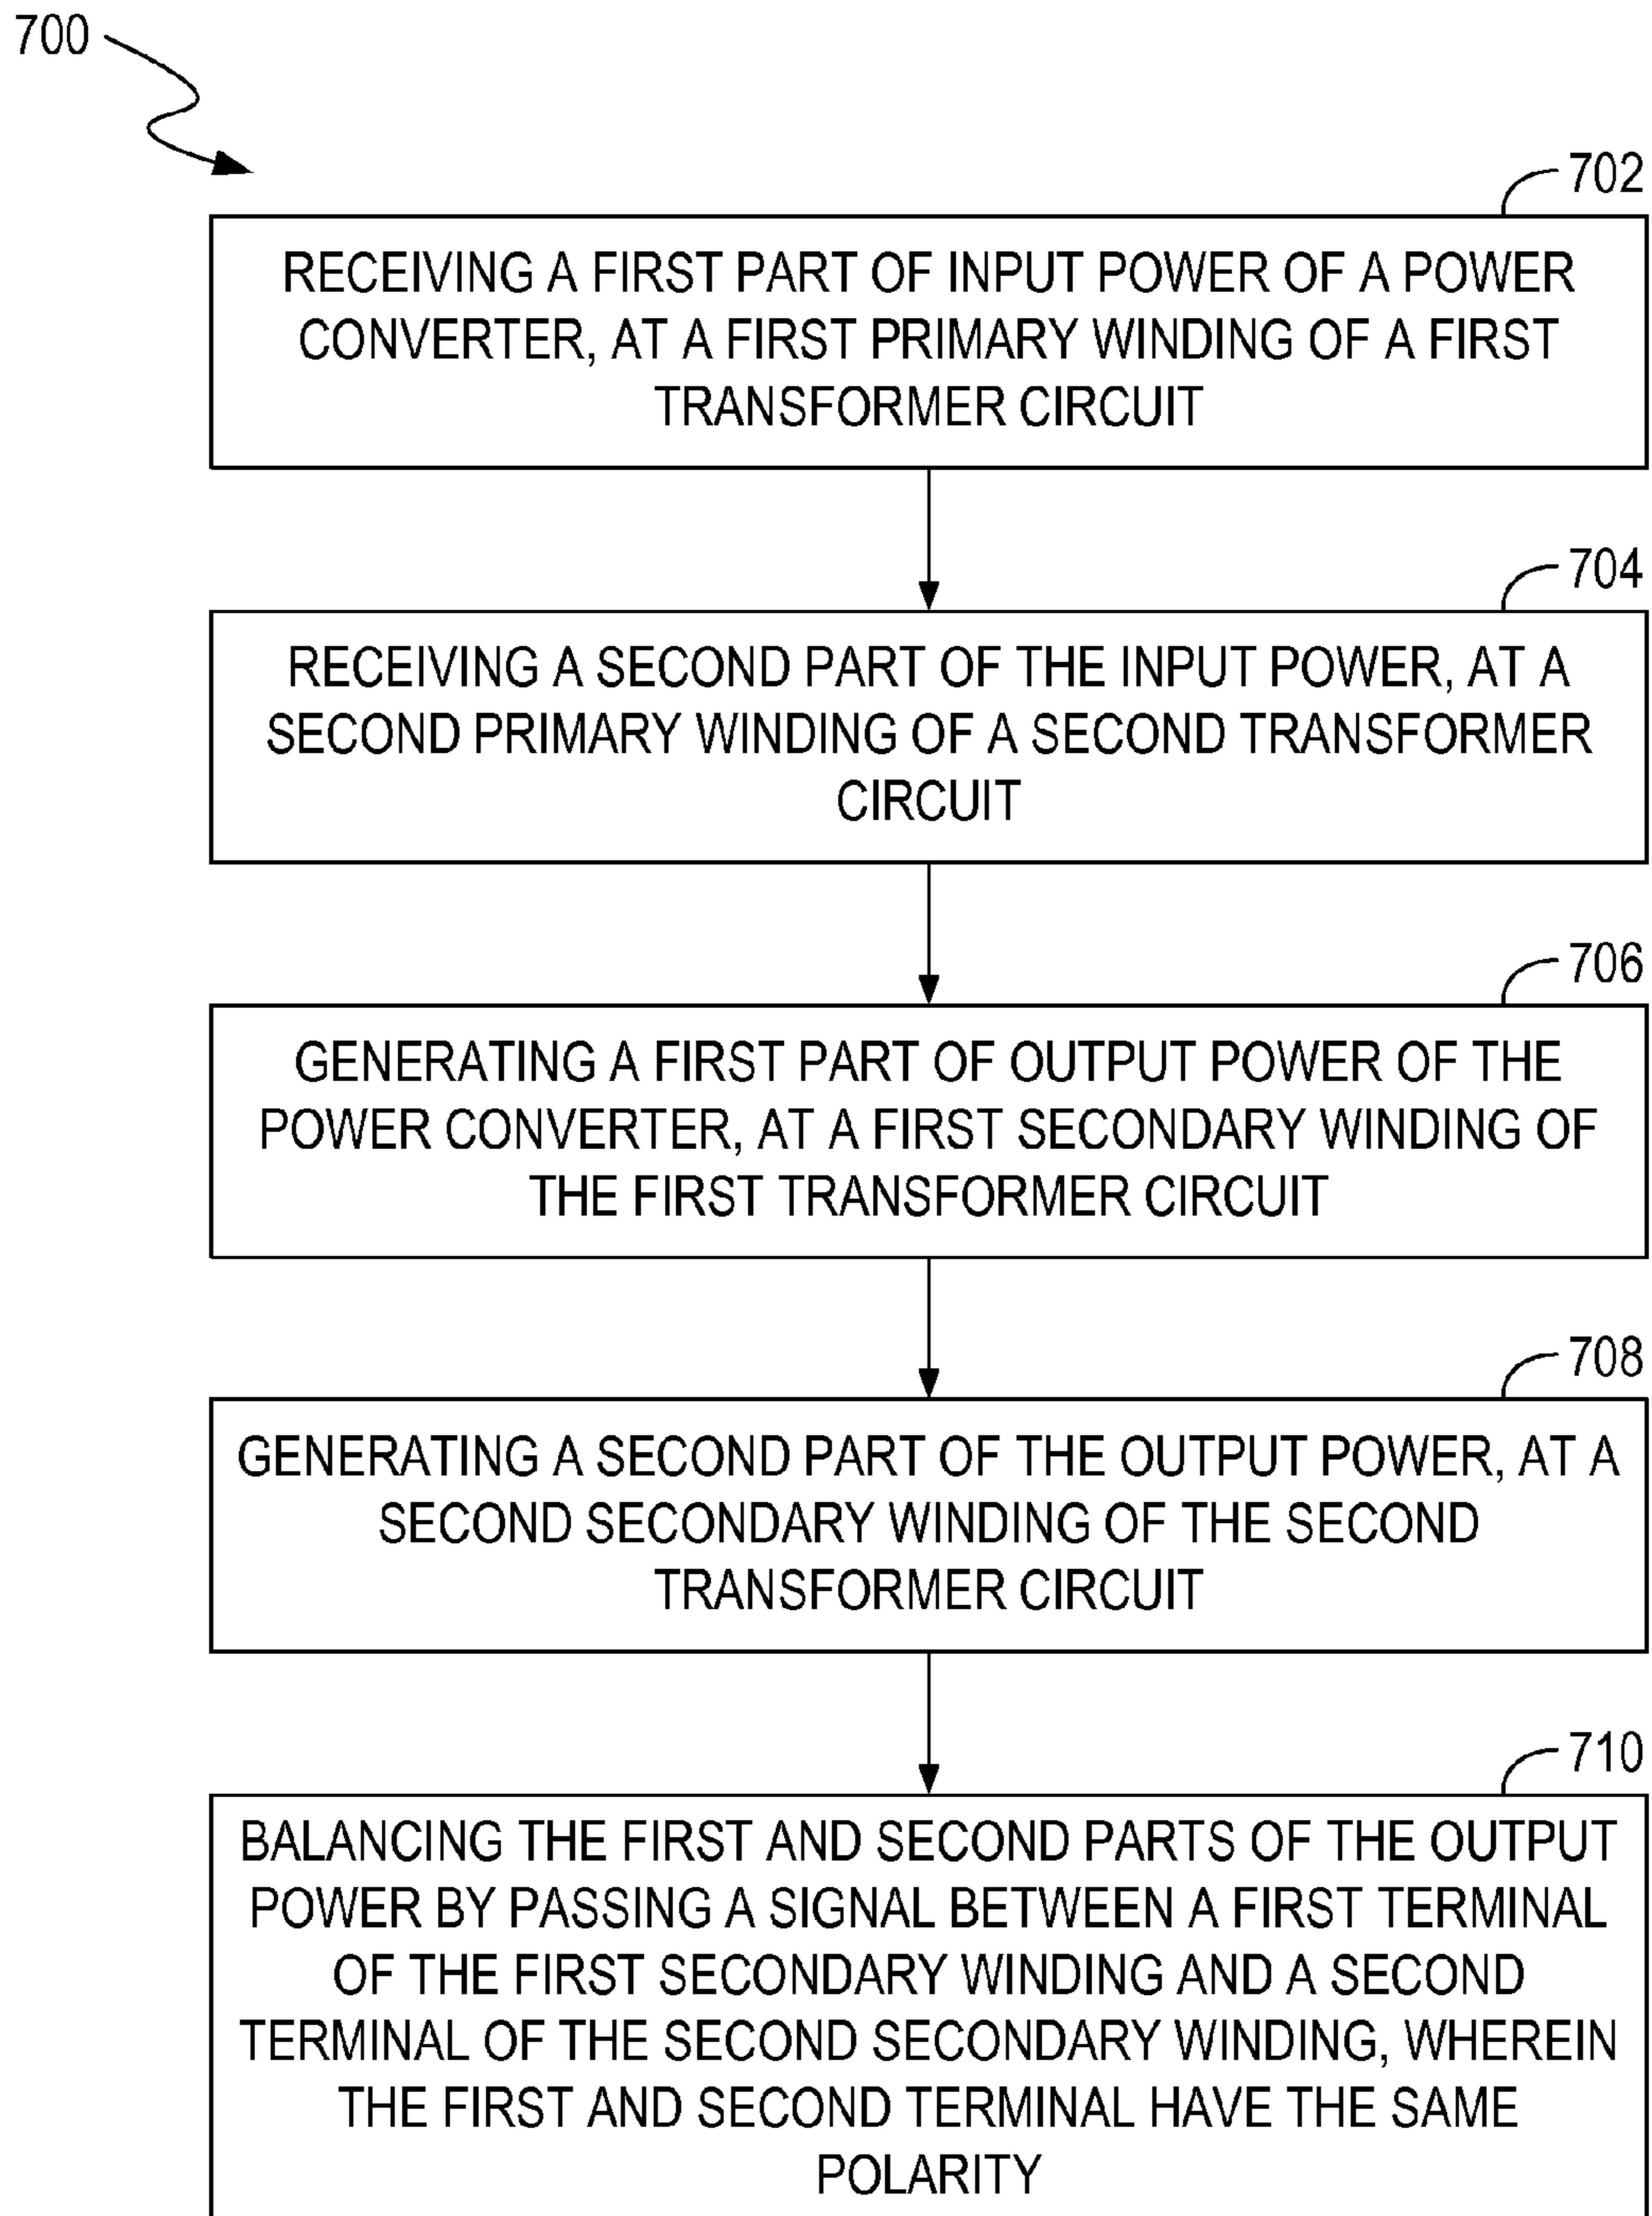 700
702
RECEIVING A FIRST PART OF INPUT POWER OF A POWER
CONVERTER, AT A FIRST PRIMARY WINDING OF A FIRST
TRANSFORMER CIRCUIT
704
RECEIVING A SECOND PART OF THE INPUT POWER, AT A
SECOND PRIMARY WINDING OF A SECOND TRANSFORMER
CIRCUIT
706
GENERATING A FIRST PART OF OUTPUT POWER OF THE
POWER CONVERTER, AT A FIRST SECONDARY WINDING OF
THE FIRST TRANSFORMER CIRCUIT
708
GENERATING A SECOND PART OF THE OUTPUT POWER, AT A
SECOND SECONDARY WINDING OF THE SECOND
TRANSFORMER CIRCUIT
710
BALANCING THE FIRST AND SECOND PARTS OF THE OUTPUT
POWER BY PASSING A SIGNAL BETWEEN A FIRST TERMINAL
OF THE FIRST SECONDARY WINDING AND A SECOND
TERMINAL OF THE SECOND SECONDARY WINDING, WHEREIN
THE FIRST AND SECOND TERMINAL HAVE THE SAME
POLARITY